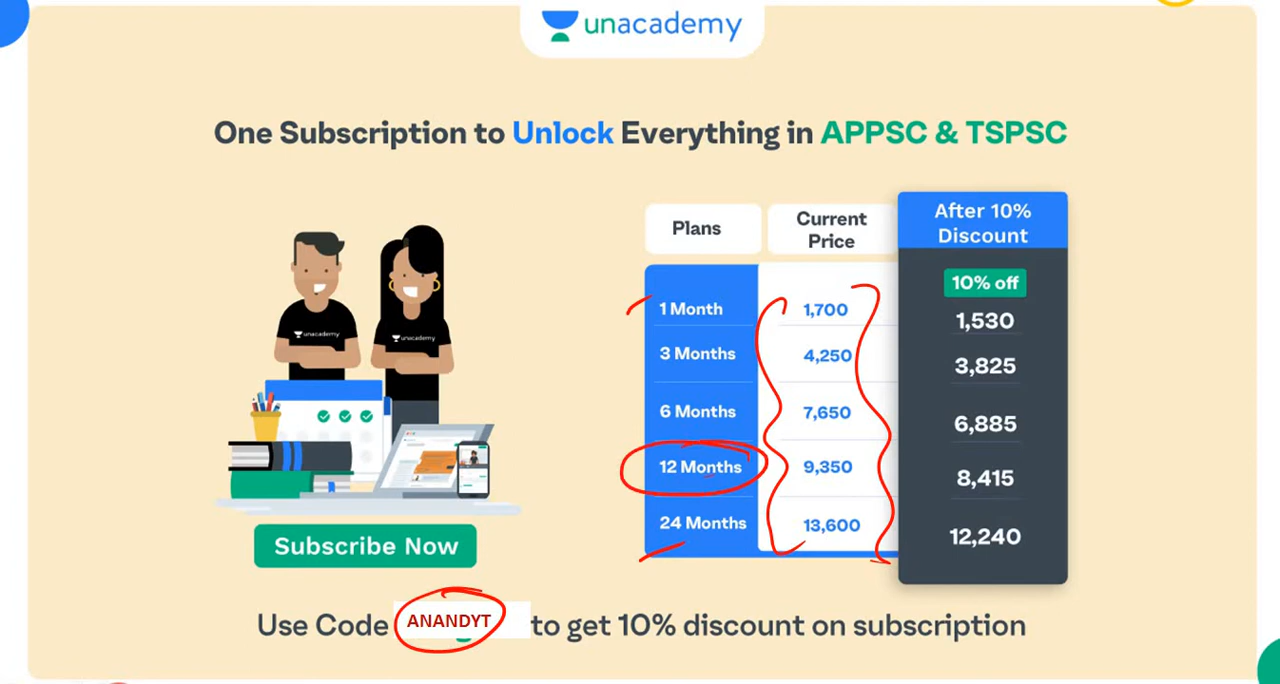 unacademy
One Subscription to Unlock Everything in APPSC & TSPSC
Plans
Current Price
After 10% Discount
10% off
1 Month 1,700 1,530
3 Months 4,250 3,825
6 Months 7,650 6,885
12 Months 9,350 8,415
24 Months 13,600 12,240
unacademy
unacademy
Subscribe Now
Use Code ANANDYT to get 10% discount on subscription